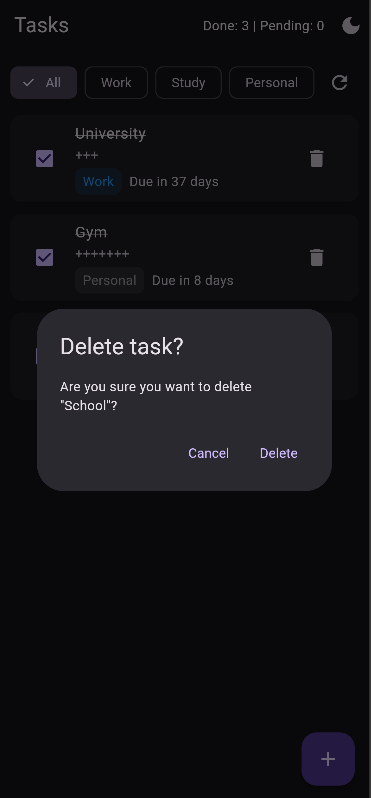 Tasks
Done: 3 | Pending: 0
All
Work
Study
Personal
University
+++
Work
Due in 37 days
Gym
+++++++
Personal
Due in 8 days
Delete task?
Are you sure you want to delete
"School"?
Cancel
Delete
+